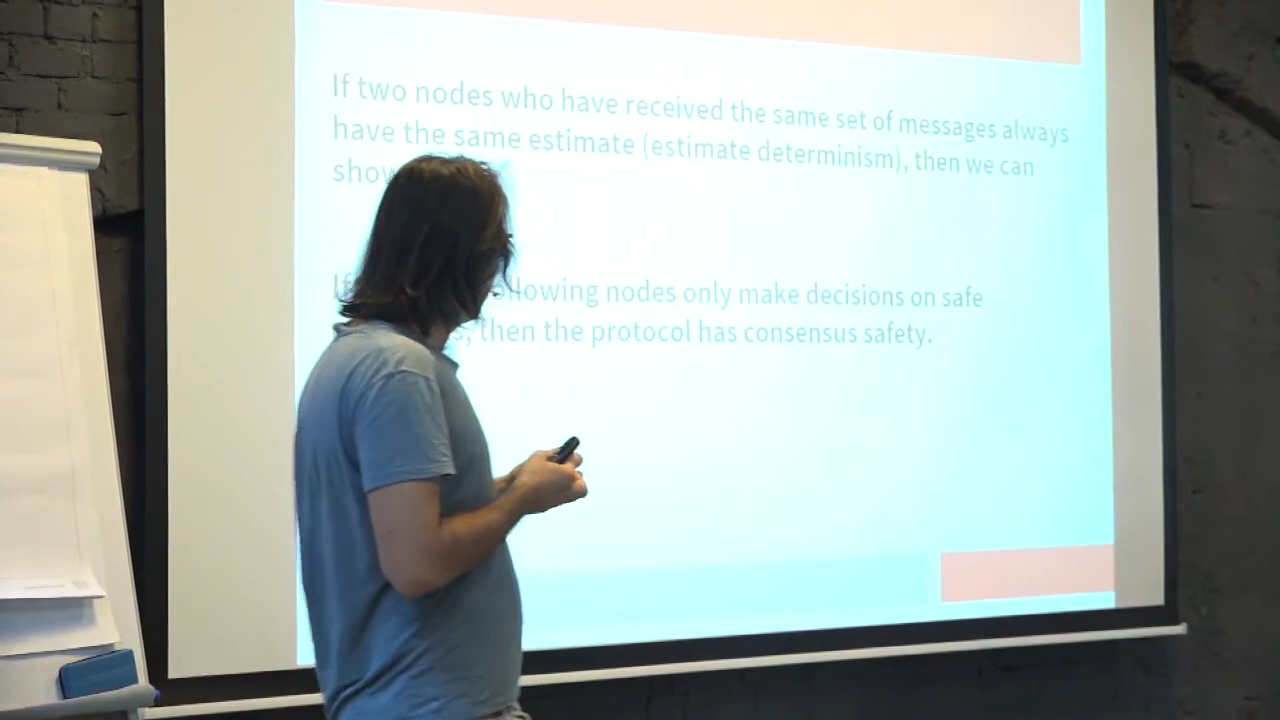 If two nodes who have received the same set of messages always
have the same estimate (estimate determinism), then we can
show
following nodes only make decisions on safe
then the protocol has consensus safety.